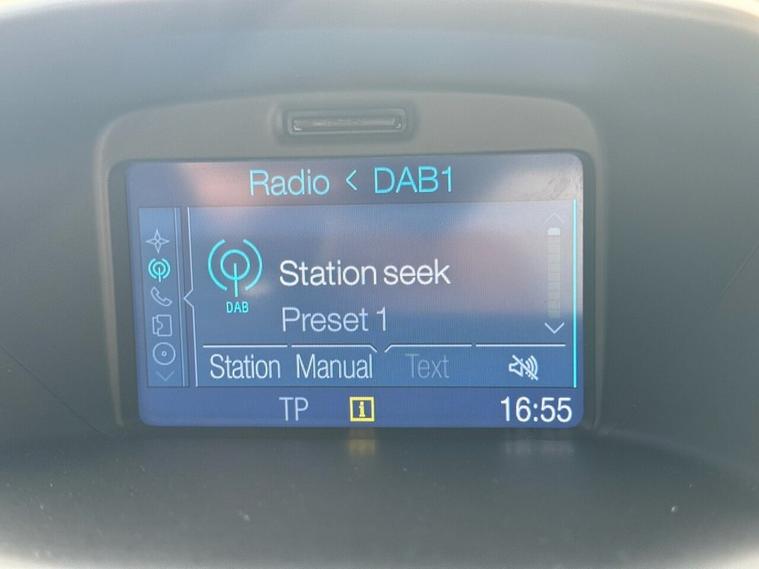 Radio < DAB1
DAB
Station seek
Preset 1
Station Manual Text
TP i 16:55